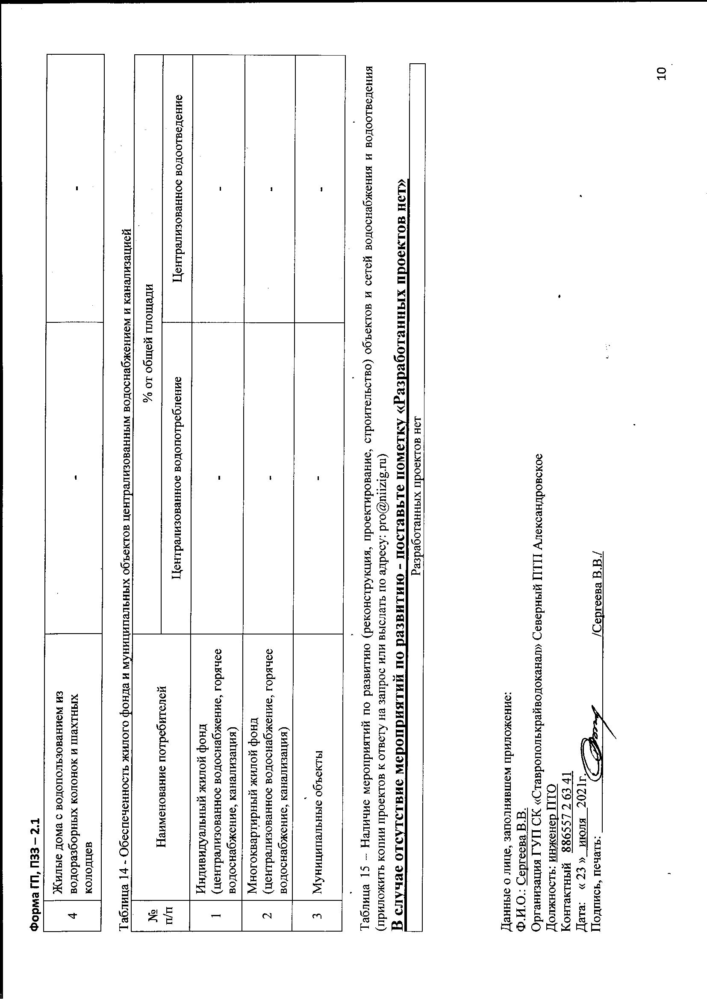 Форма ГП, ПЗЗ – 2.1
4 Жилые дома с водопользованием из - -
водоразборных колонок и шахтных
колодцев
Таблица 14 - Обеспеченность жилого фонда и муниципальных объектов централизованным водоснабжением и канализацией
№ Наименование потребителей % от общей площади
п/п Централизованное водопотребление Централизованное водоотведение
1 Индивидуальный жилой фонд - -
(централизованное водоснабжение, горячее
водоснабжение, канализация)
2 Многоквартирный жилой фонд - -
(централизованное водоснабжение, горячее
водоснабжение, канализация)
3 Муниципальные объекты - -
Таблица 15 – Наличие мероприятий по развитию (реконструкция, проектирование, строительство) объектов и сетей водоснабжения и водоотведения
(приложить копии проектов к ответу на запрос или выслать по адресу: pro@niizig.ru)
В случае отсутствие мероприятий по развитию - поставьте пометку «Разработанных проектов нет»
Разработанных проектов нет
Данные о лице, заполнявшем приложение:
Ф.И.О.: Сергеева В.В.
Организация ГУП СК «Ставрополькрайводоканал» Северный ПТП Александровское
Должность: инженер ПТО
Контактный 886557 2 63 41
Дата: « 23 » июля 2021г.
Подпись, печать: /Сергеева В.В./
10